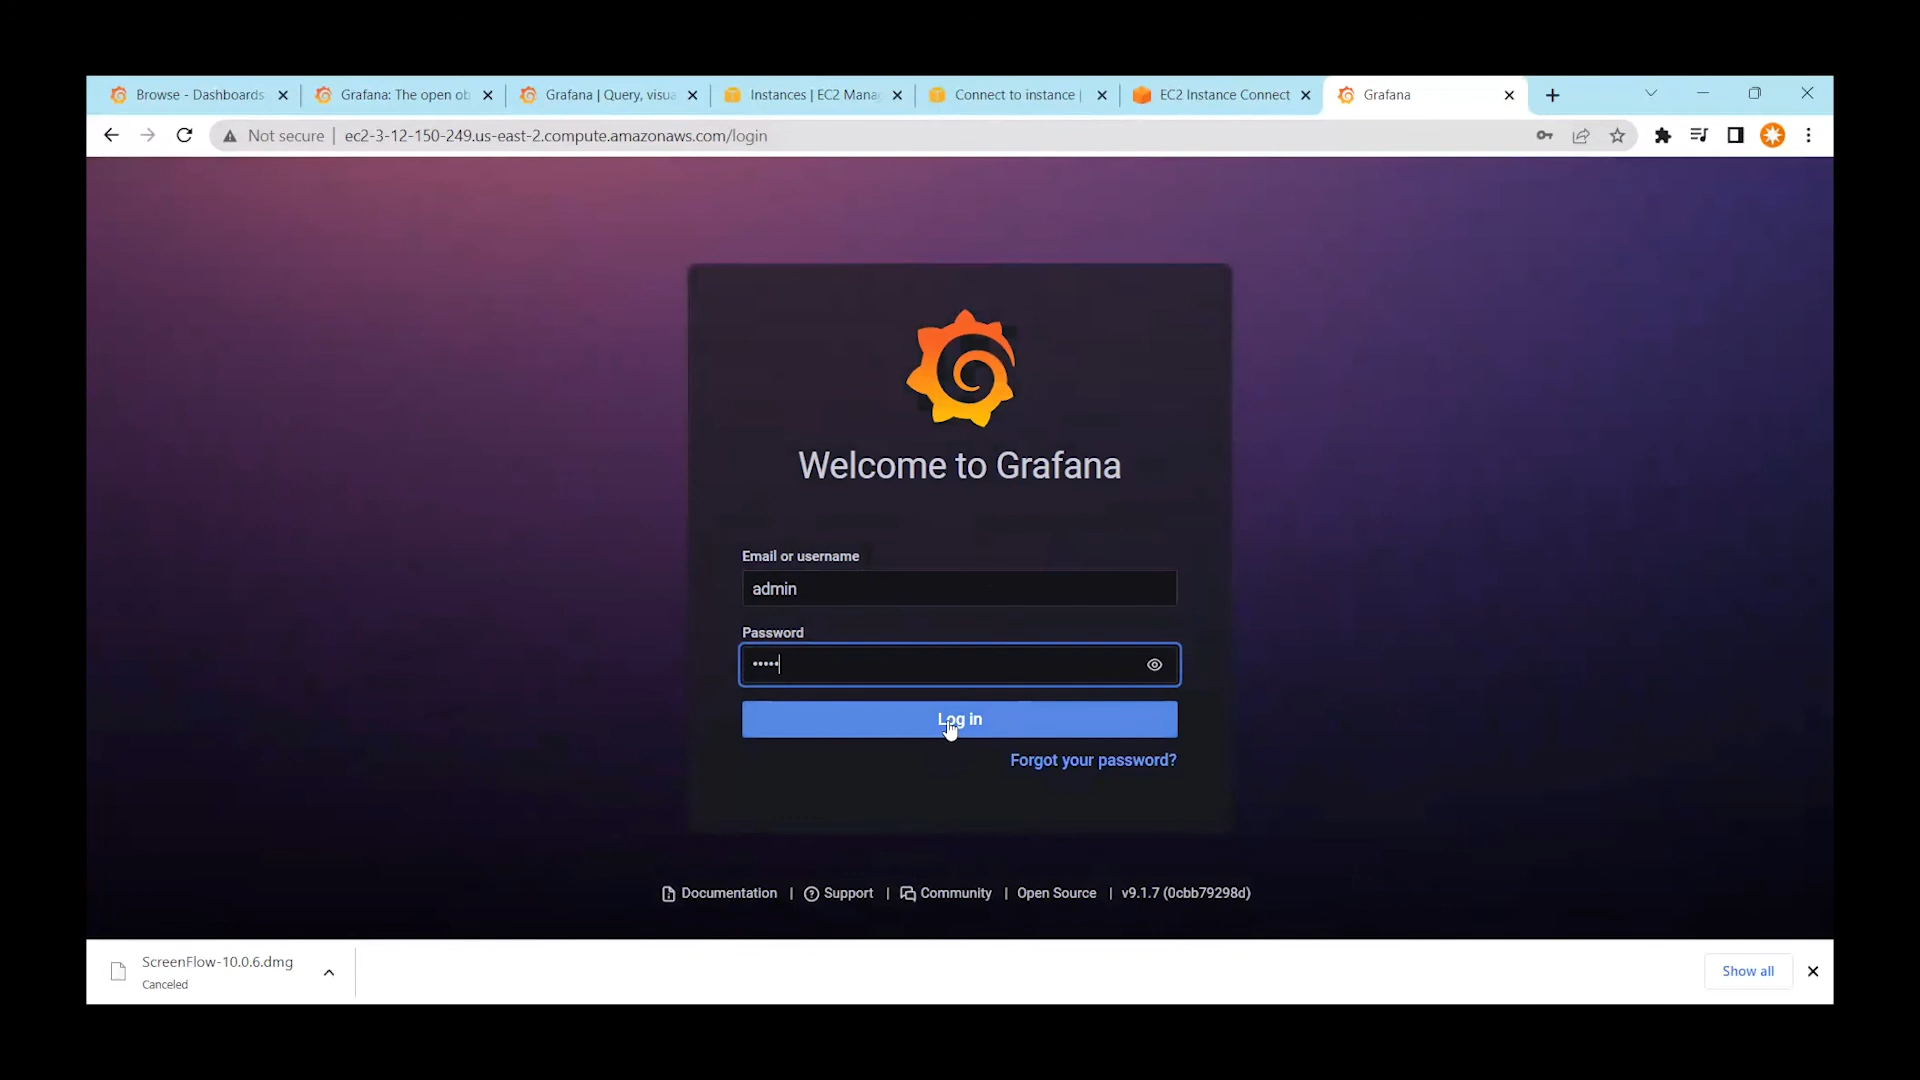 Browse - Dashboards
Grafana: The open ob
Grafana | Query, visua
Instances | EC2 Mana
Connect to instance |
EC2 Instance Connect
Grafana
Not secure | ec2-3-12-150-249.us-east-2.compute.amazonaws.com/login
Welcome to Grafana
Email or username
admin
Password
•••••
Log in
Forgot your password?
Documentation | Support | Community | Open Source | v9.1.7 (0cbb79298d)
ScreenFlow-10.0.6.dmg
Canceled
Show all